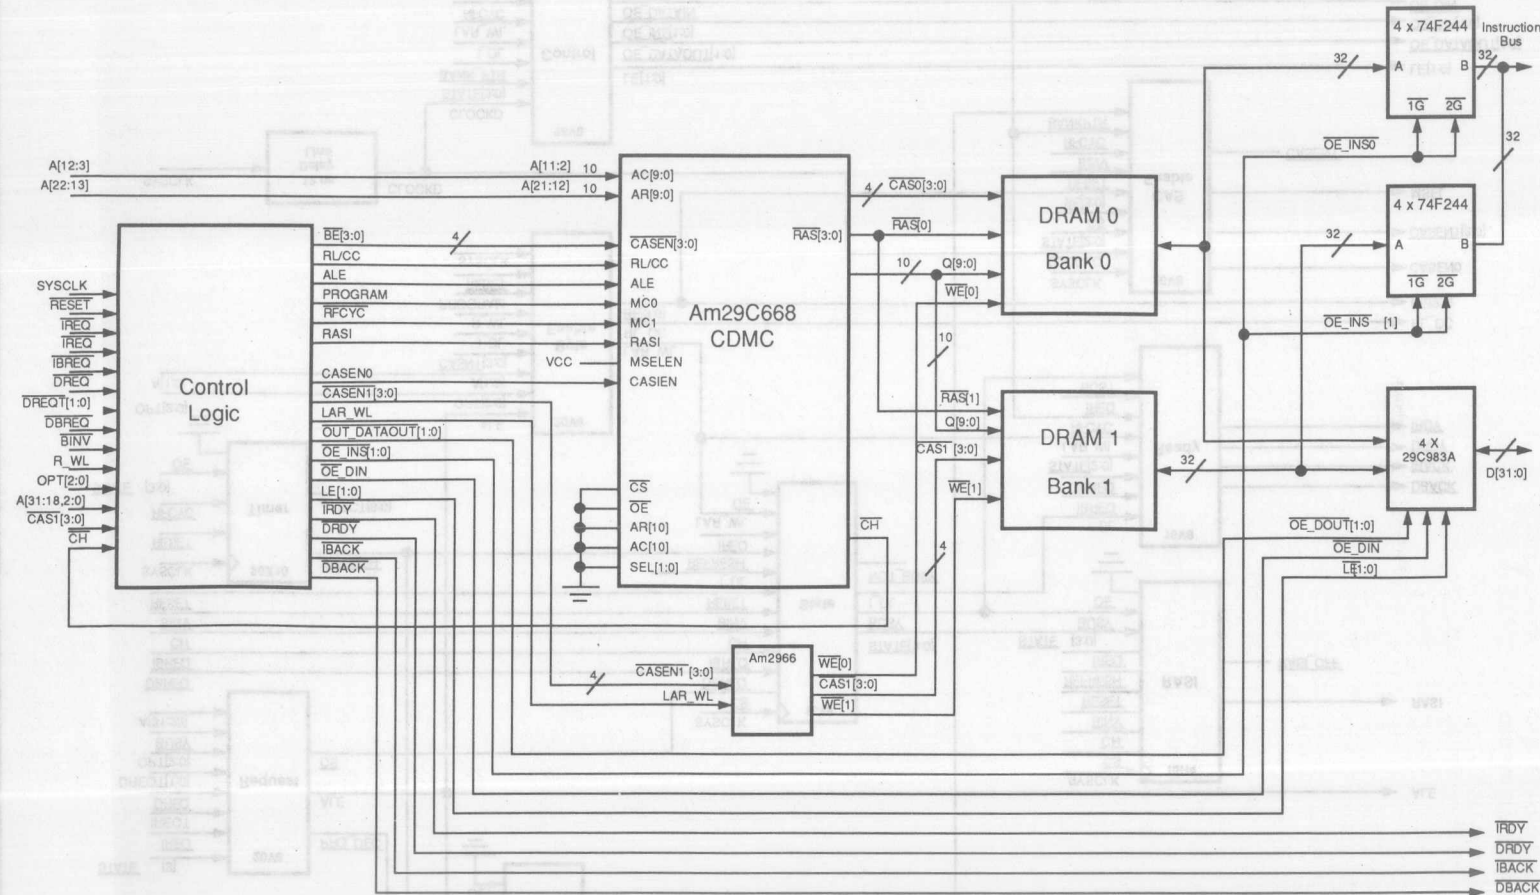 4 x 74F244
Instruction
Bus
32
A
B
32
1G
2G
OE_INS0
32
A[12:3]
A[11:2] 10
A[22:13]
A[21:12] 10
AC[9:0]
AR[9:0]
4
CAS0[3:0]
DRAM 0
Bank 0
4 x 74F244
32
A
B
1G
2G
OE_INS [1]
BE[3:0]
4
CASEN[3:0]
RAS[3:0]
RAS[0]
RL/CC
RL/CC
10
Q[9:0]
ALE
ALE
WE[0]
PROGRAM
MC0
RFCYC
MC1
RASI
RASI
VCC
MSELEN
CASEN0
CASIEN
Am29C668
CDMC
SYSCLK
RESET
IREQ
IREQ
IBREQ
DREQ
DREQT[1:0]
DBREQ
BINV
R_WL
OPT[2:0]
A[31:18,2:0]
CAS1[3:0]
CH
Control
Logic
CASEN1[3:0]
LAR_WL
OUT_DATAOUT[1:0]
OE_INS[1:0]
OE_DIN
LE[1:0]
IRDY
DRDY
IBACK
DBACK
CS
OE
AR[10]
AC[10]
SEL[1:0]
CH
10
RAS[1]
Q[9:0]
CAS1 [3:0]
WE[1]
DRAM 1
Bank 1
32
4
4 X
29C983A
D[31:0]
OE_DOUT[1:0]
OE_DIN
LE[1:0]
CASEN1 [3:0]
4
LAR_WL
Am2966
WE[0]
CAS1[3:0]
WE[1]
IRDY
DRDY
IBACK
DBACK